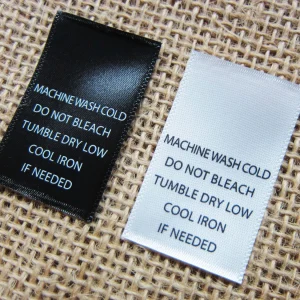 MACHINE WASH COLD
DO NOT BLEACH
TUMBLE DRY LOW
COOL IRON
IF NEEDED
MACHINE WASH COLD
DO NOT BLEACH
TUMBLE DRY LOW
COOL IRON
IF NEEDED